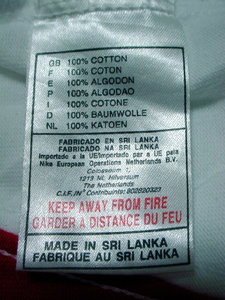 GB 100% COTTON
F 100% COTON
E 100% ALGODON
P 100% ALGODAO
I 100% COTONE
D 100% BAUMWOLLE
NL 100% KATOEN
FABRICADO EN SRI LANKA
FABRICADO NA SRI LANKA
Importado a la UE/Importado par e UE pela
Nike European Operations Netherlands B.V.
Colosseum 1,
1213 NL Hilversum
The Netherlands
C.I.F./Nº Contribuinte: 802220323
KEEP AWAY FROM FIRE
GARDER A DISTANCE DU FEU
MADE IN SRI LANKA
FABRIQUE AU SRI LANKA